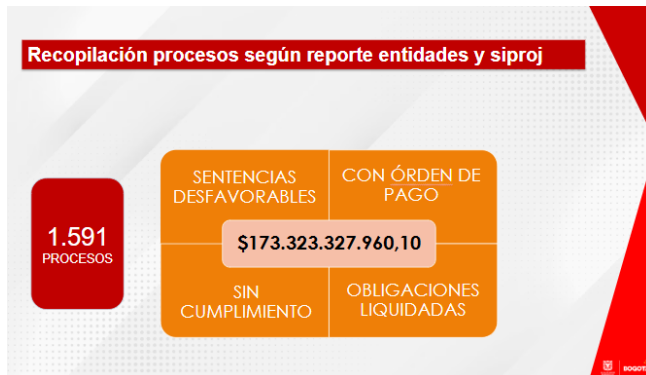 Recopilación procesos según reporte entidades y siproj
1.591
PROCESOS
SENTENCIAS
DESFAVORABLES
CON ÓRDEN DE
PAGO
$173.323.327.960,10
SIN
CUMPLIMIENTO
OBLIGACIONES
LIQUIDADAS
BOGOTÁ